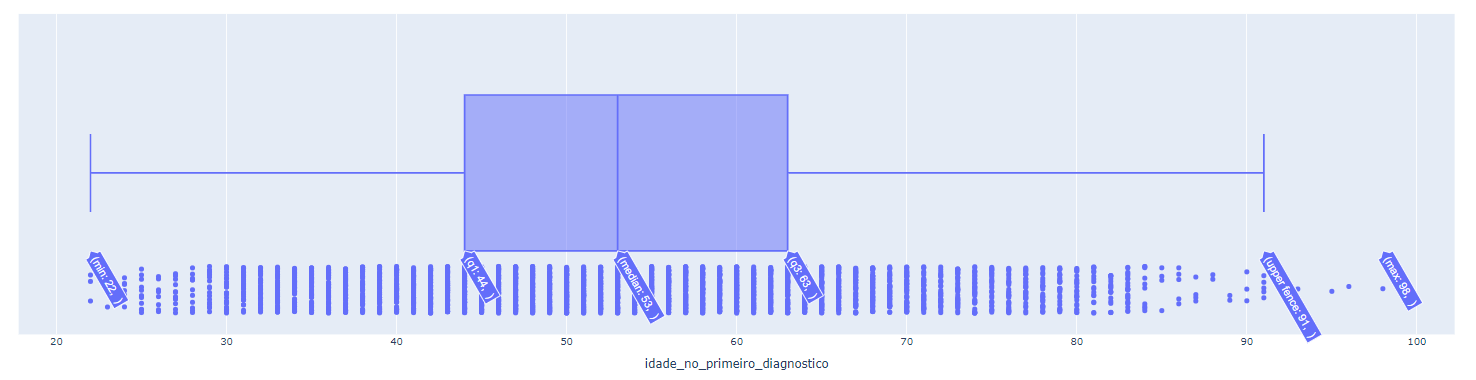 (min: 22, )
(q1: 44, )
(median: 53, )
(q3: 63, )
(upper fence: 91, )
(max: 98, )
20 30 40 50 60 70 80 90 100
idade_no_primeiro_diagnostico